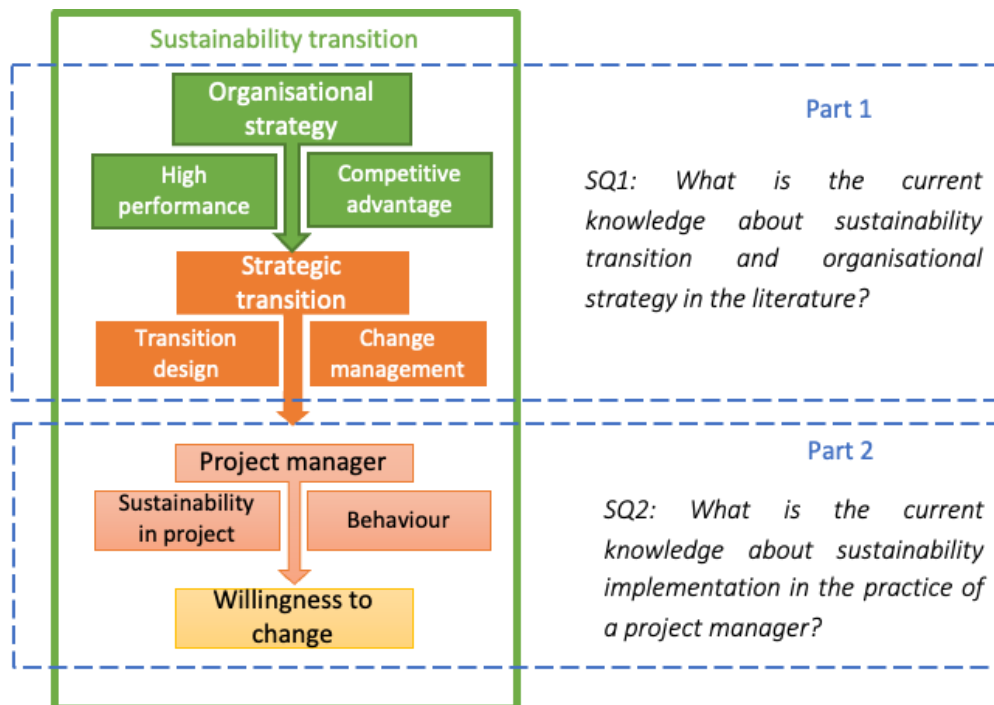 Sustainability transition
Organisational
strategy
High
performance
Competitive
advantage
Strategic
transition
Transition
design
Change
management
Part 1
SQ1: What is the current
knowledge about sustainability
transition and organisational
strategy in the literature?
Project manager
Sustainability
in project
Behaviour
Willingness to
change
Part 2
SQ2: What is the current
knowledge about sustainability
implementation in the practice of
a project manager?